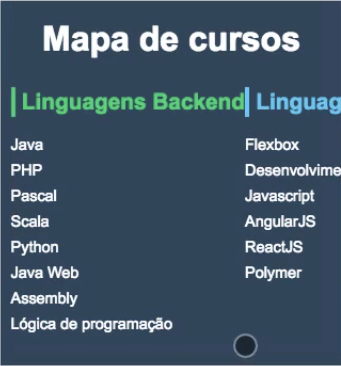 Mapa de cursos
Linguagens Backend
Java
PHP
Pascal
Scala
Python
Java Web
Assembly
Lógica de programação
Linguag
Flexbox
Desenvolvime
Javascript
AngularJS
ReactJS
Polymer